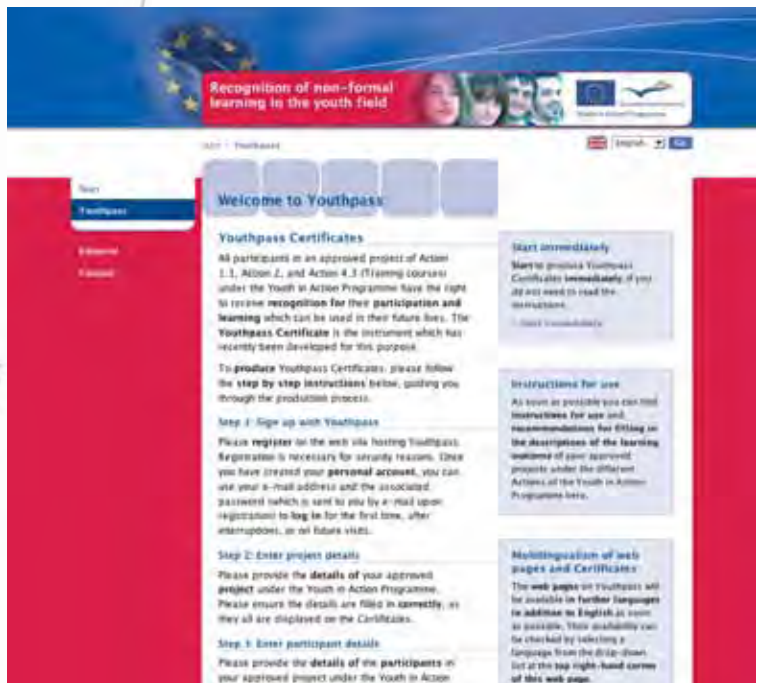 Recognition of non-formal
learning in the youth field
Youthpass
English
Go
Start
Youthpass
Editorial
Contact
Welcome to Youthpass
Youthpass Certificates
All participants in an approved project of Action
1.1, Action 2, and Action 4.3 (Training courses)
under the Youth in Action Programme have the right
to receive recognition for their participation and
learning which can be used in their future lives. The
Youthpass Certificate is the instrument which has
recently been developed for this purpose.
To produce Youthpass Certificates, please follow
the step by step instructions below, guiding you
through the production process.
Step 1: Sign up with Youthpass
Please register on the web site hosting Youthpass.
Registration is necessary for security reasons. Once
you have created your personal account, you can
use your e-mail address and the associated
password (which is sent to you by e-mail upon
registration) to log in for the first time, after
interruptions, or on future visits.
Step 2: Enter project details
Please provide the details of your approved
project under the Youth in Action Programme.
Please ensure the details are filled in correctly, as
they all are displayed on the Certificates.
Step 3: Enter participant details
Please provide the details of the participants in
your approved project under the Youth in Action
Start immediately
Start to produce Youthpass
Certificates immediately, if you
do not need to read the
instructions.
> Start immediately
Instructions for use
As soon as possible you can find
instructions for use and
recommendations for filling in
the descriptions of the learning
outcome of your approved
projects under the different
Actions of the Youth in Action
Programme here.
Multilingualism of web
pages and Certificates
The web pages on Youthpass will
be available in further languages
in addition to English as soon
as possible. Their availability can
be checked by selecting a
language from the drop-down
list at the top right-hand corner
of this web page.